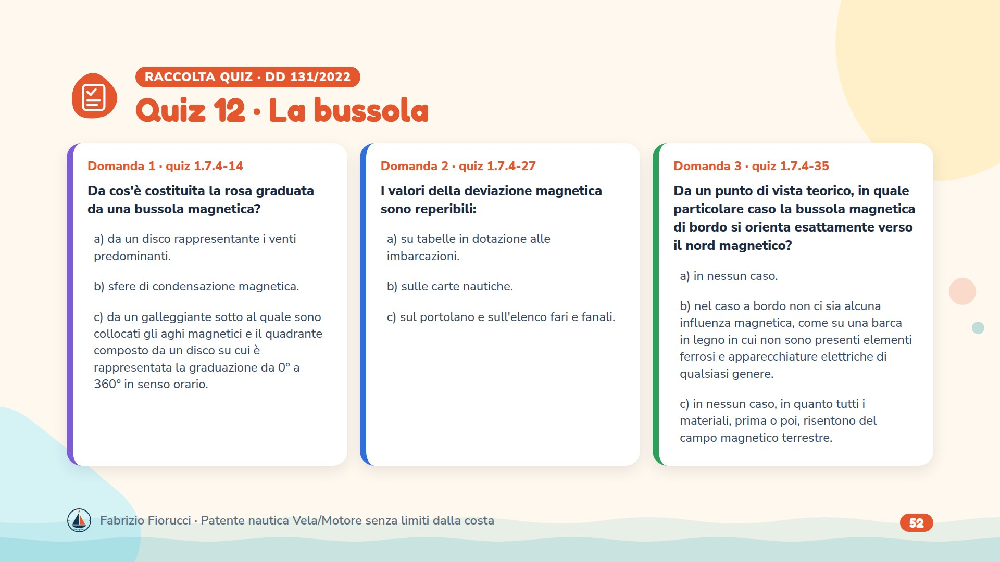 RACCOLTA QUIZ · DD 131/2022
Quiz 12 · La bussola
Domanda 1 · quiz 1.7.4-14
Da cos'è costituita la rosa graduata
da una bussola magnetica?
a) da un disco rappresentante i venti
predominanti.
b) sfere di condensazione magnetica.
c) da un galleggiante sotto al quale sono
collocati gli aghi magnetici e il quadrante
composto da un disco su cui è
rappresentata la graduazione da 0° a
360° in senso orario.
Domanda 2 · quiz 1.7.4-27
I valori della deviazione magnetica
sono reperibili:
a) su tabelle in dotazione alle
imbarcazioni.
b) sulle carte nautiche.
c) sul portolano e sull'elenco fari e fanali.
Domanda 3 · quiz 1.7.4-35
Da un punto di vista teorico, in quale
particolare caso la bussola magnetica
di bordo si orienta esattamente verso
il nord magnetico?
a) in nessun caso.
b) nel caso a bordo non ci sia alcuna
influenza magnetica, come su una barca
in legno in cui non sono presenti elementi
ferrosi e apparecchiature elettriche di
qualsiasi genere.
c) in nessun caso, in quanto tutti i
materiali, prima o poi, risentono del
campo magnetico terrestre.
Fabrizio Fiorucci · Patente nautica Vela/Motore senza limiti dalla costa
52